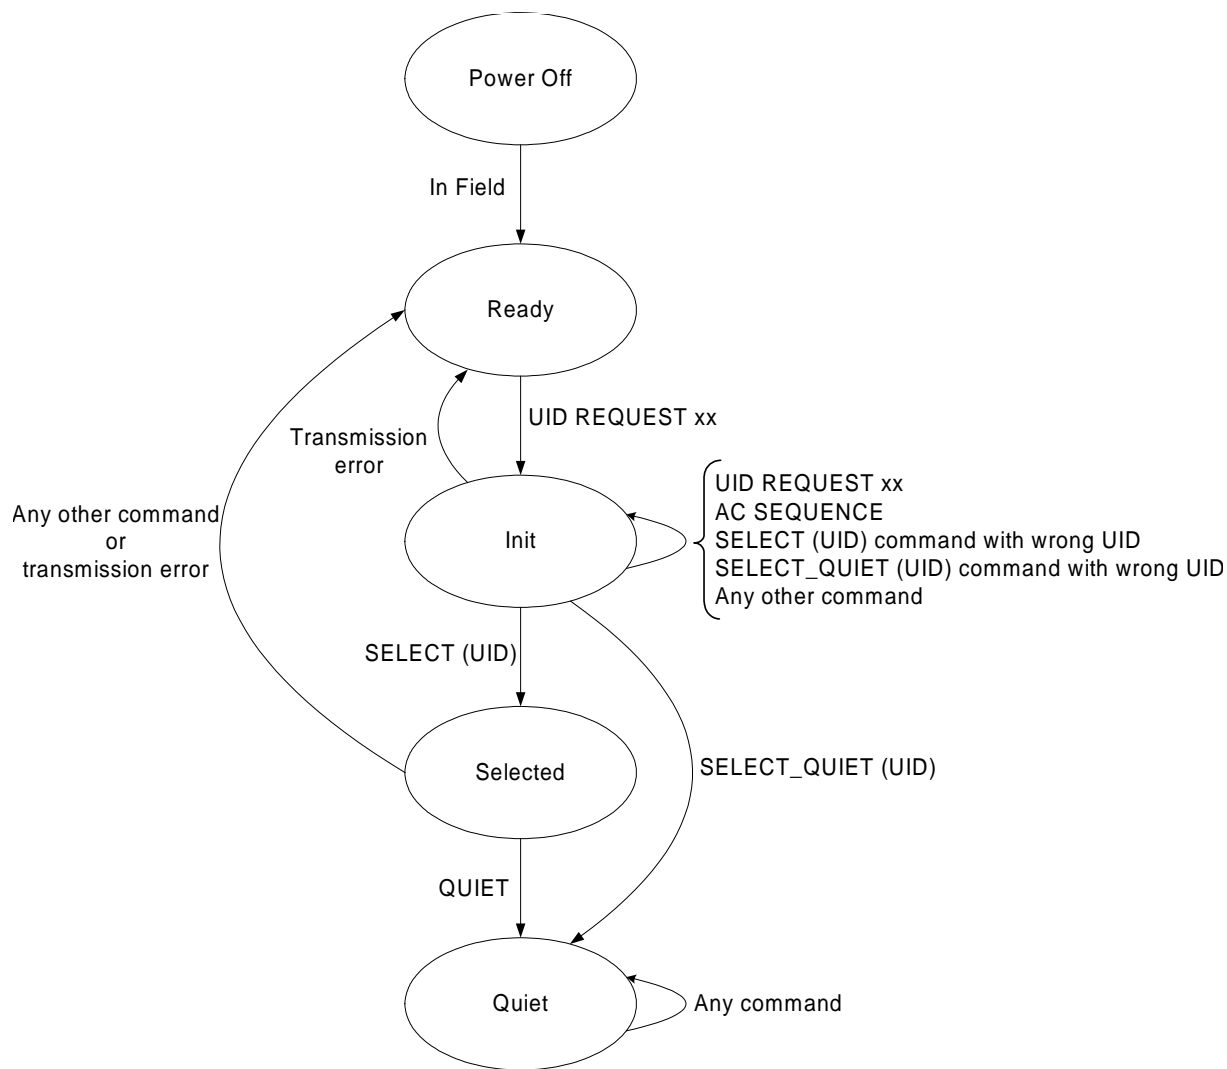 Power Off
In Field
Ready
UID REQUEST xx
Transmission
error
UID REQUEST xx
AC SEQUENCE
SELECT (UID) command with wrong UID
SELECT_QUIET (UID) command with wrong UID
Any other command
Any other command
or
transmission error
Init
SELECT (UID)
Selected
SELECT_QUIET (UID)
QUIET
Quiet
Any command